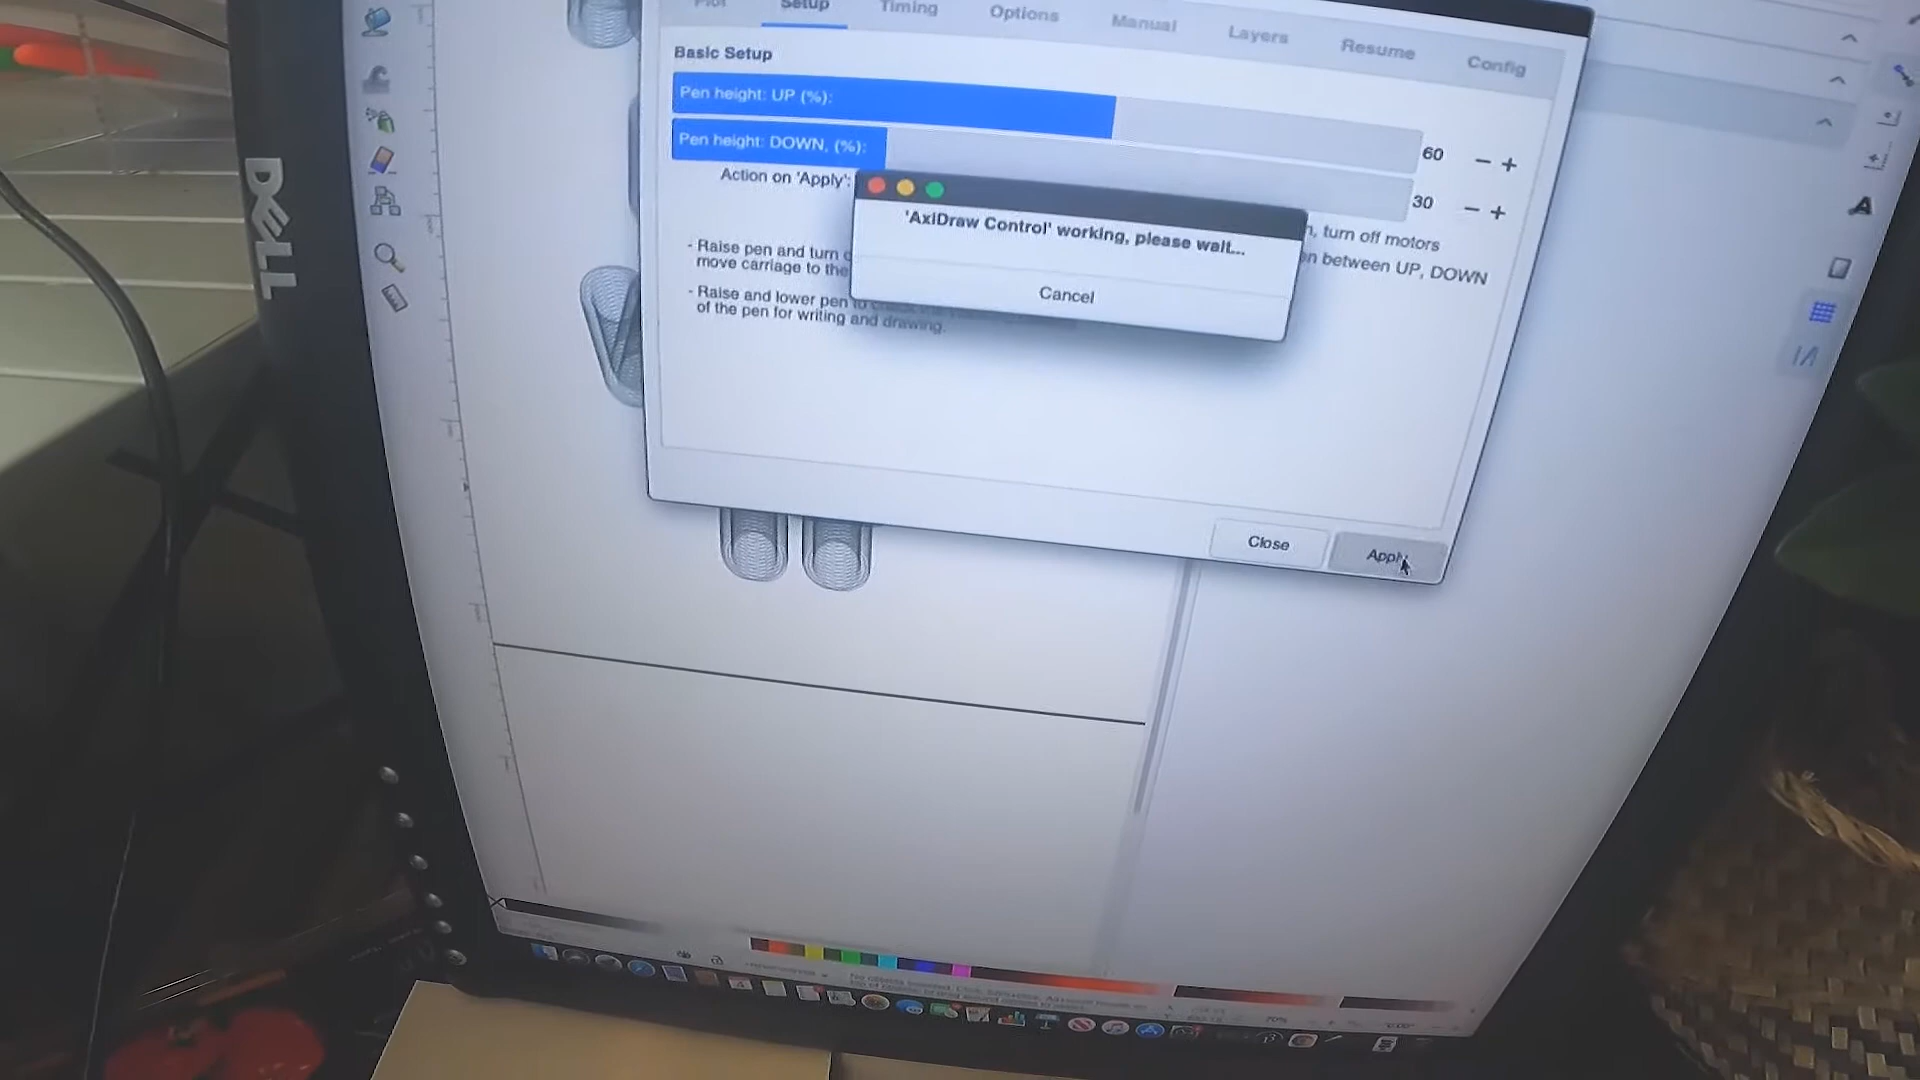 Plot
Setup
Timing
Options
Manual
Layers
Resume
Config
Basic Setup
Pen height: UP (%):
60
Pen height: DOWN, (%):
30
Action on 'Apply':
'AxiDraw Control' working, please wait...
Cancel
, turn off motors
between UP, DOWN
- Raise pen and turn
move carriage to the
- Raise and lower pen to
of the pen for writing and drawing.
Close
Apply
DELL